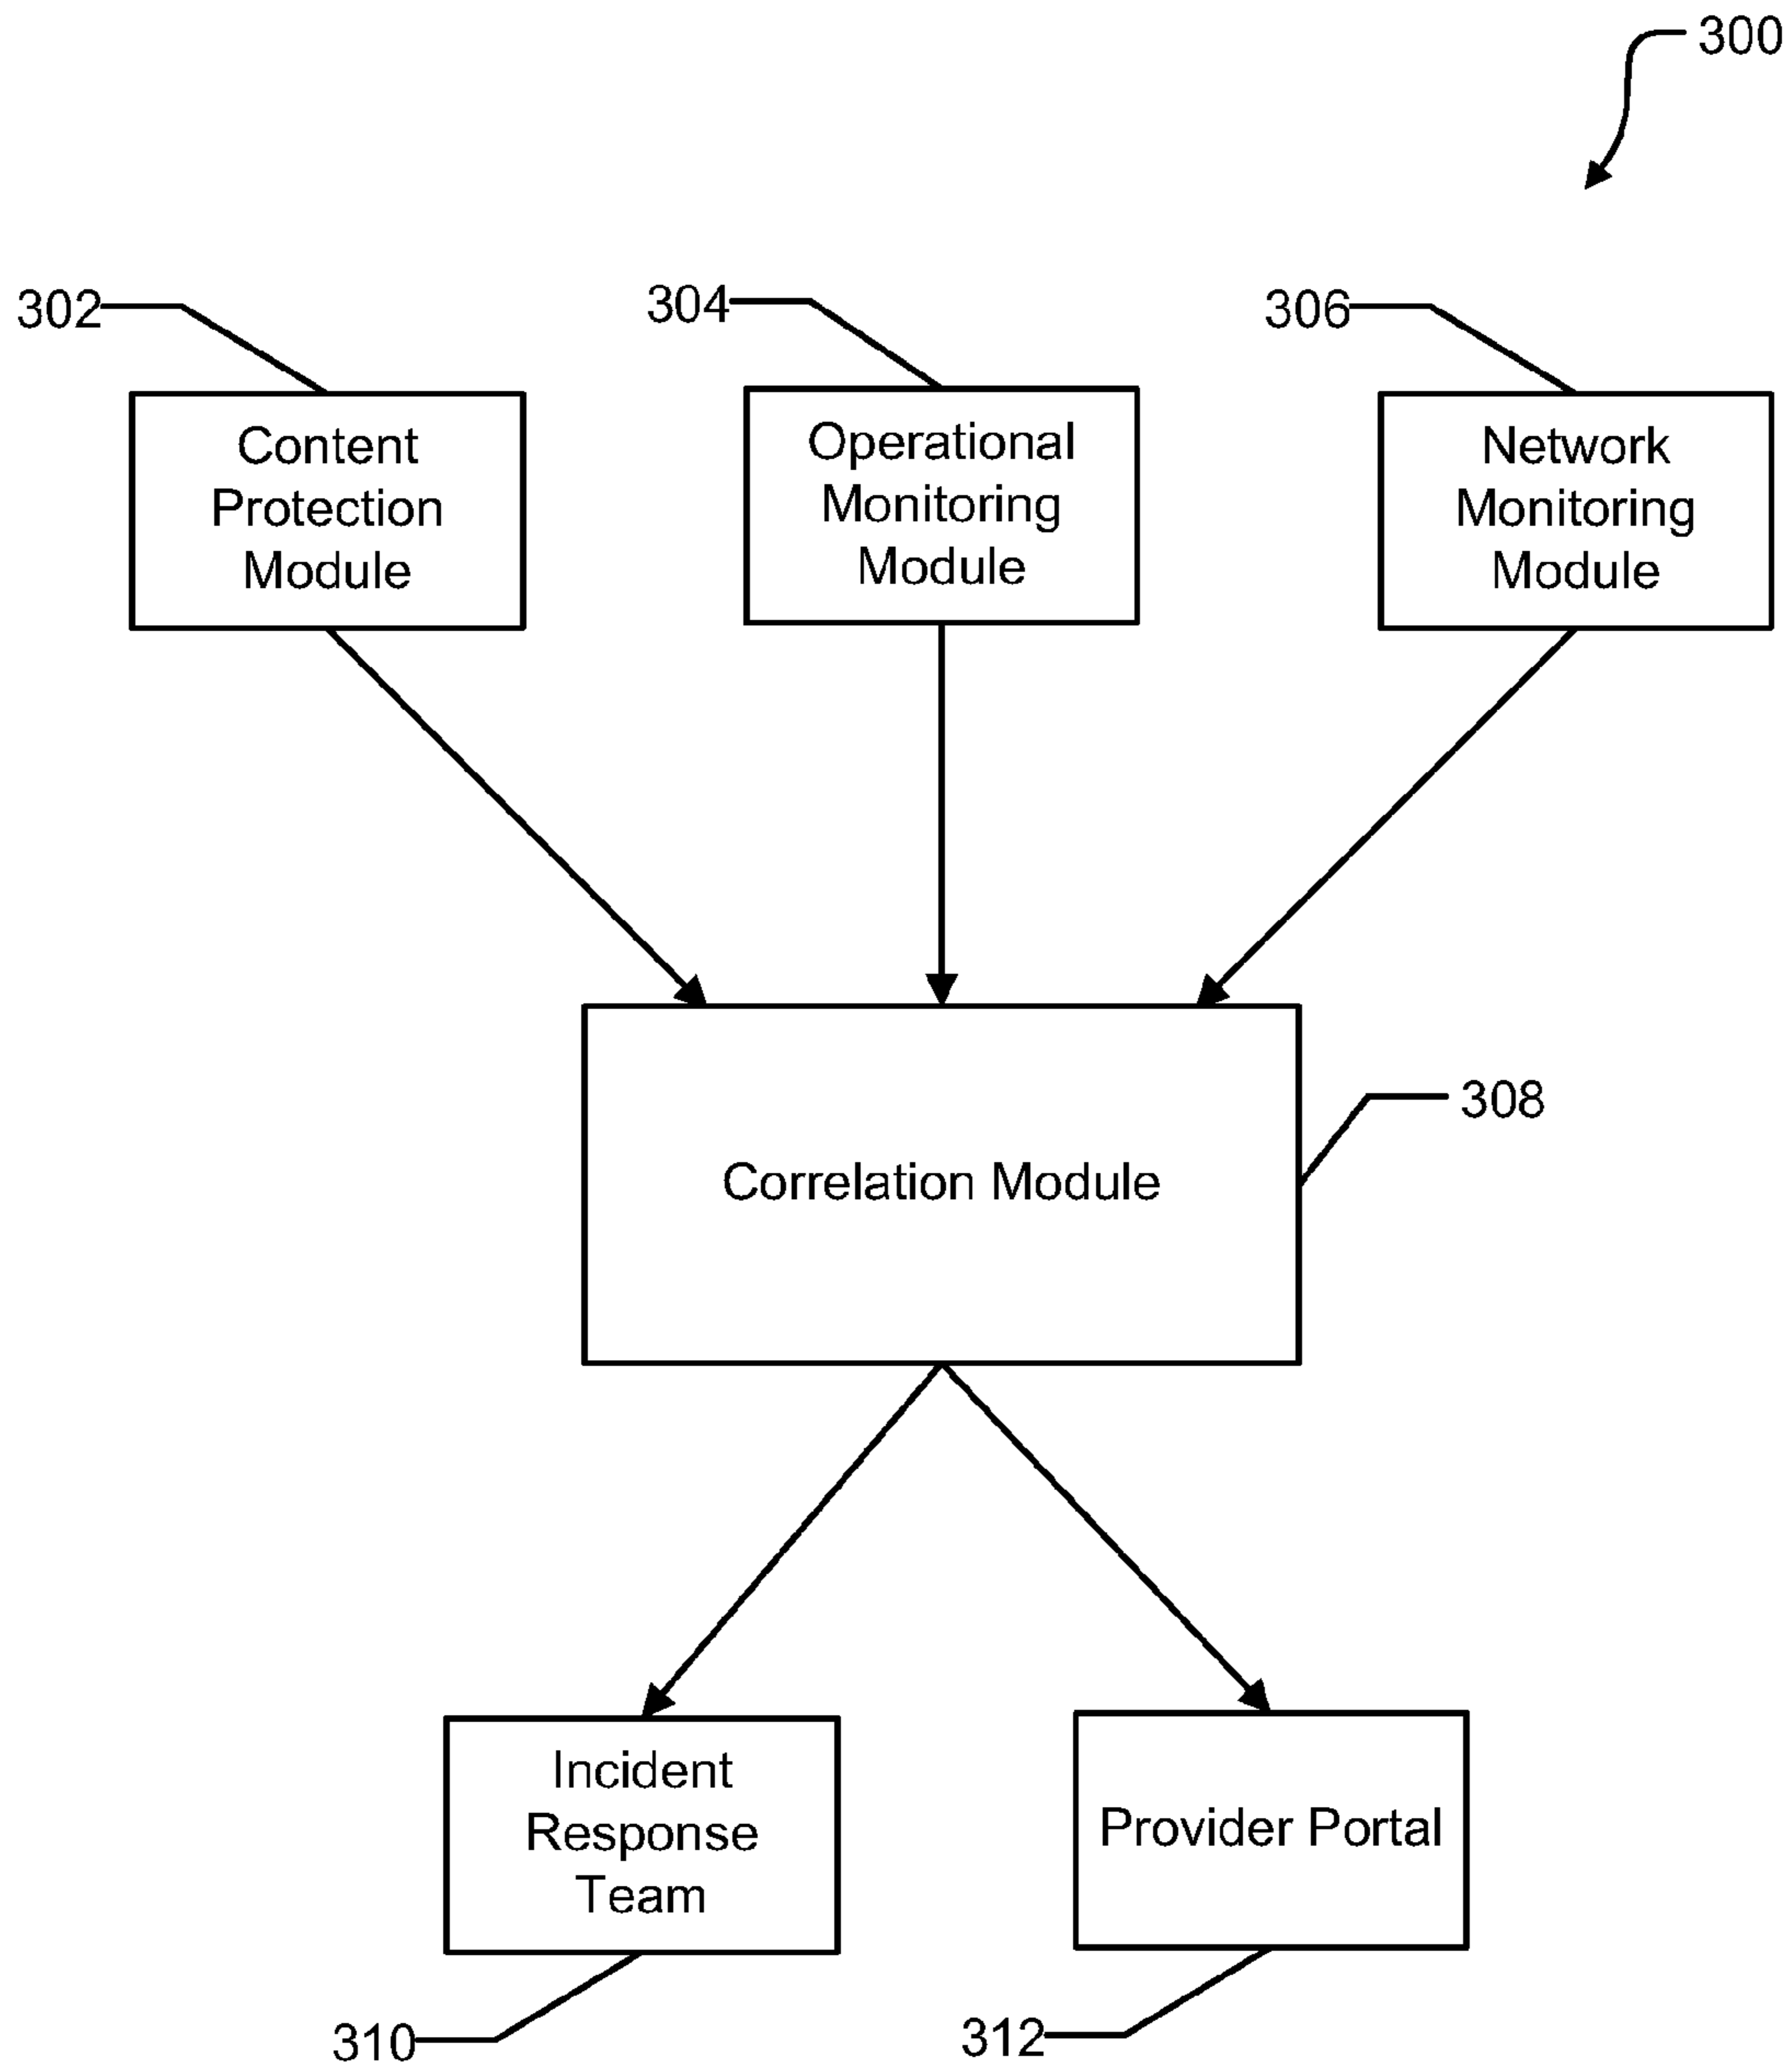 300
302
304
306
Content
Protection
Module
Operational
Monitoring
Module
Network
Monitoring
Module
308
Correlation Module
Incident
Response
Team
Provider Portal
310
312